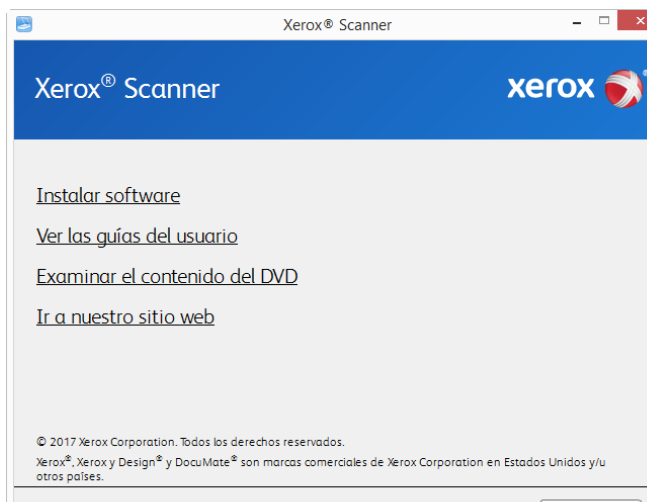 Xerox® Scanner
Xerox® Scanner
xerox
Instalar software
Ver las guías del usuario
Examinar el contenido del DVD
Ir a nuestro sitio web
© 2017 Xerox Corporation. Todos los derechos reservados.
Xerox®, Xerox y Design® y DocuMate® son marcas comerciales de Xerox Corporation en Estados Unidos y/u
otros países.